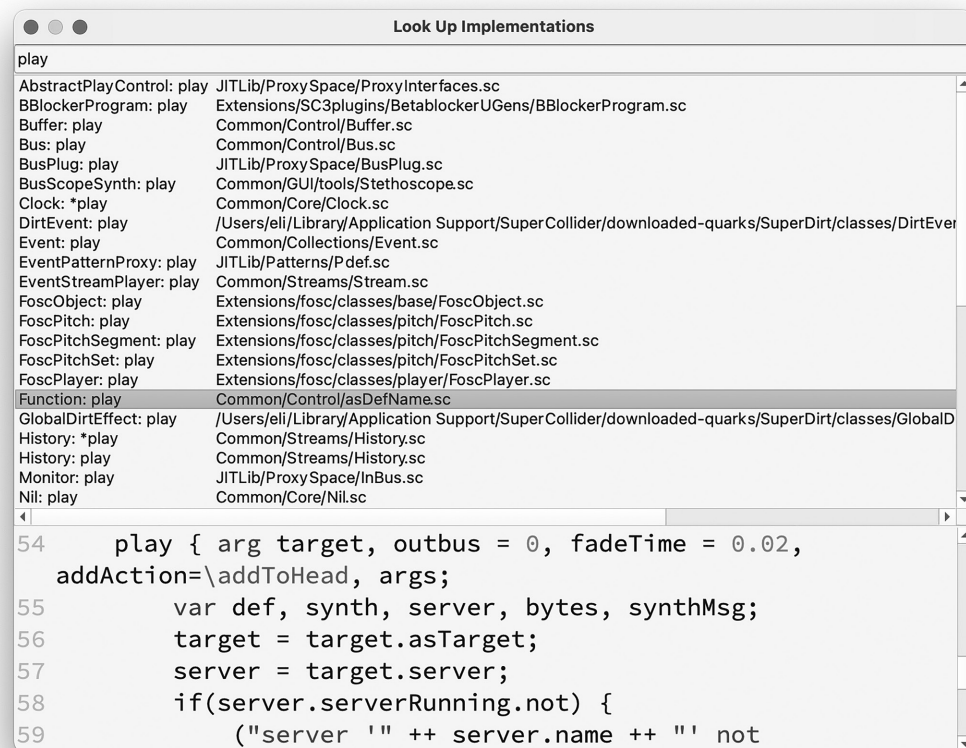 Look Up Implementations
play
AbstractPlayControl: play JITLib/ProxySpace/ProxyInterfaces.sc
BBlockerProgram: play Extensions/SC3plugins/BetablockerUGens/BBlockerProgram.sc
Buffer: play Common/Control/Buffer.sc
Bus: play Common/Control/Bus.sc
BusPlug: play JITLib/ProxySpace/BusPlug.sc
BusScopeSynth: play Common/GUI/tools/Stethoscope.sc
Clock: *play Common/Core/Clock.sc
DirtEvent: play /Users/eli/Library/Application Support/SuperCollider/downloaded-quarks/SuperDirt/classes/DirtEver
Event: play Common/Collections/Event.sc
EventPatternProxy: play JITLib/Patterns/Pdef.sc
EventStreamPlayer: play Common/Streams/Stream.sc
FoscObject: play Extensions/fosc/classes/base/FoscObject.sc
FoscPitch: play Extensions/fosc/classes/pitch/FoscPitch.sc
FoscPitchSegment: play Extensions/fosc/classes/pitch/FoscPitchSegment.sc
FoscPitchSet: play Extensions/fosc/classes/pitch/FoscPitchSet.sc
FoscPlayer: play Extensions/fosc/classes/player/FoscPlayer.sc
Function: play Common/Control/asDefName.sc
GlobalDirtEffect: play /Users/eli/Library/Application Support/SuperCollider/downloaded-quarks/SuperDirt/classes/GlobalD
History: *play Common/Streams/History.sc
History: play Common/Streams/History.sc
Monitor: play JITLib/ProxySpace/InBus.sc
Nil: play Common/Core/Nil.sc
54 play { arg target, outbus = 0, fadeTime = 0.02,
addAction=\addToHead, args;
55 var def, synth, server, bytes, synthMsg;
56 target = target.asTarget;
57 server = target.server;
58 if(server.serverRunning.not) {
59 ("server '" ++ server.name ++ "' not